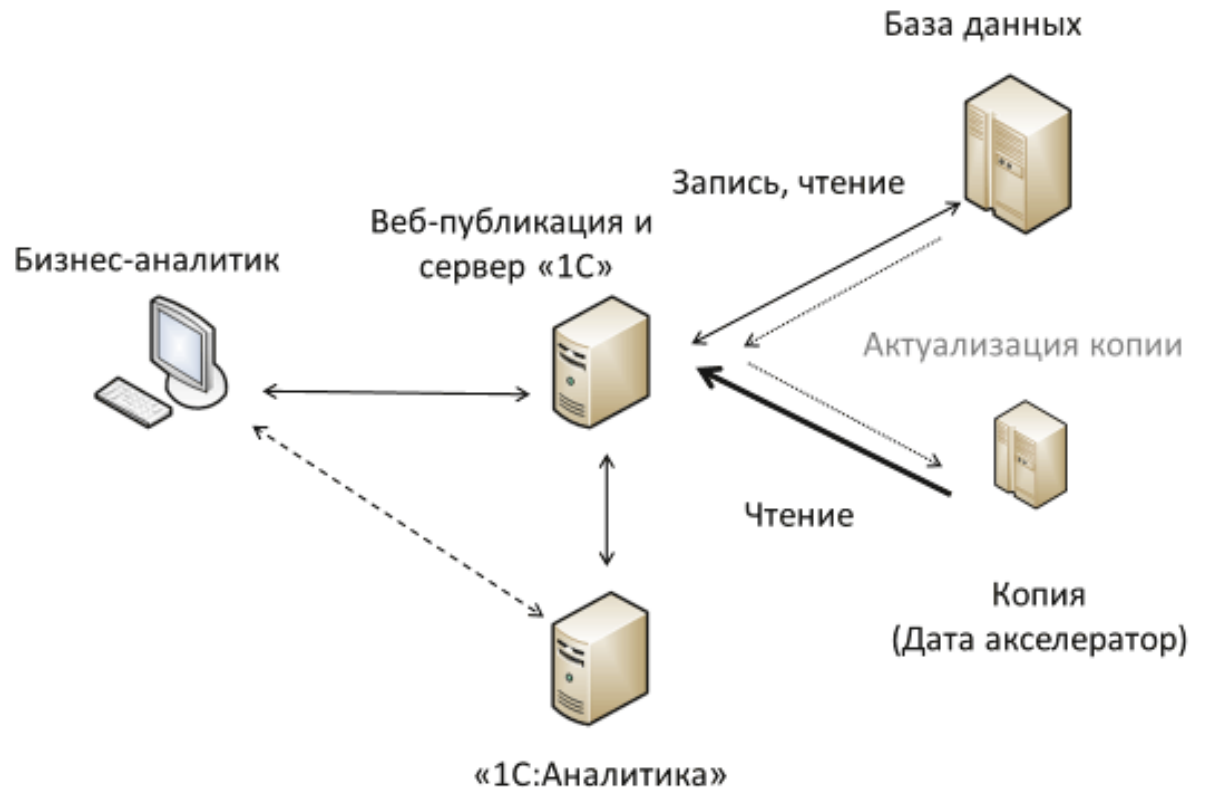 База данных
Запись, чтение
Веб-публикация и
сервер «1С»
Бизнес-аналитик
Актуализация копии
Чтение
Копия
(Дата акселератор)
«1С:Аналитика»